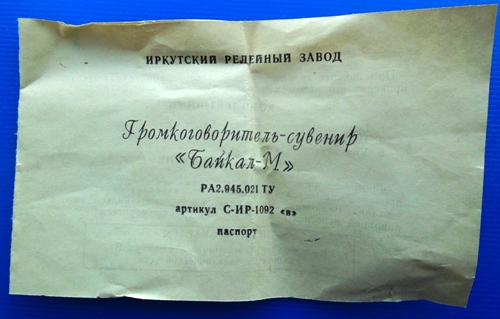 ИРКУТСКИЙ РЕЛЕЙНЫЙ ЗАВОД
Громкоговоритель-сувенир
«Байкал-М»
РА2.945.021 ТУ
артикул С-ИР-1092 «в»
паспорт